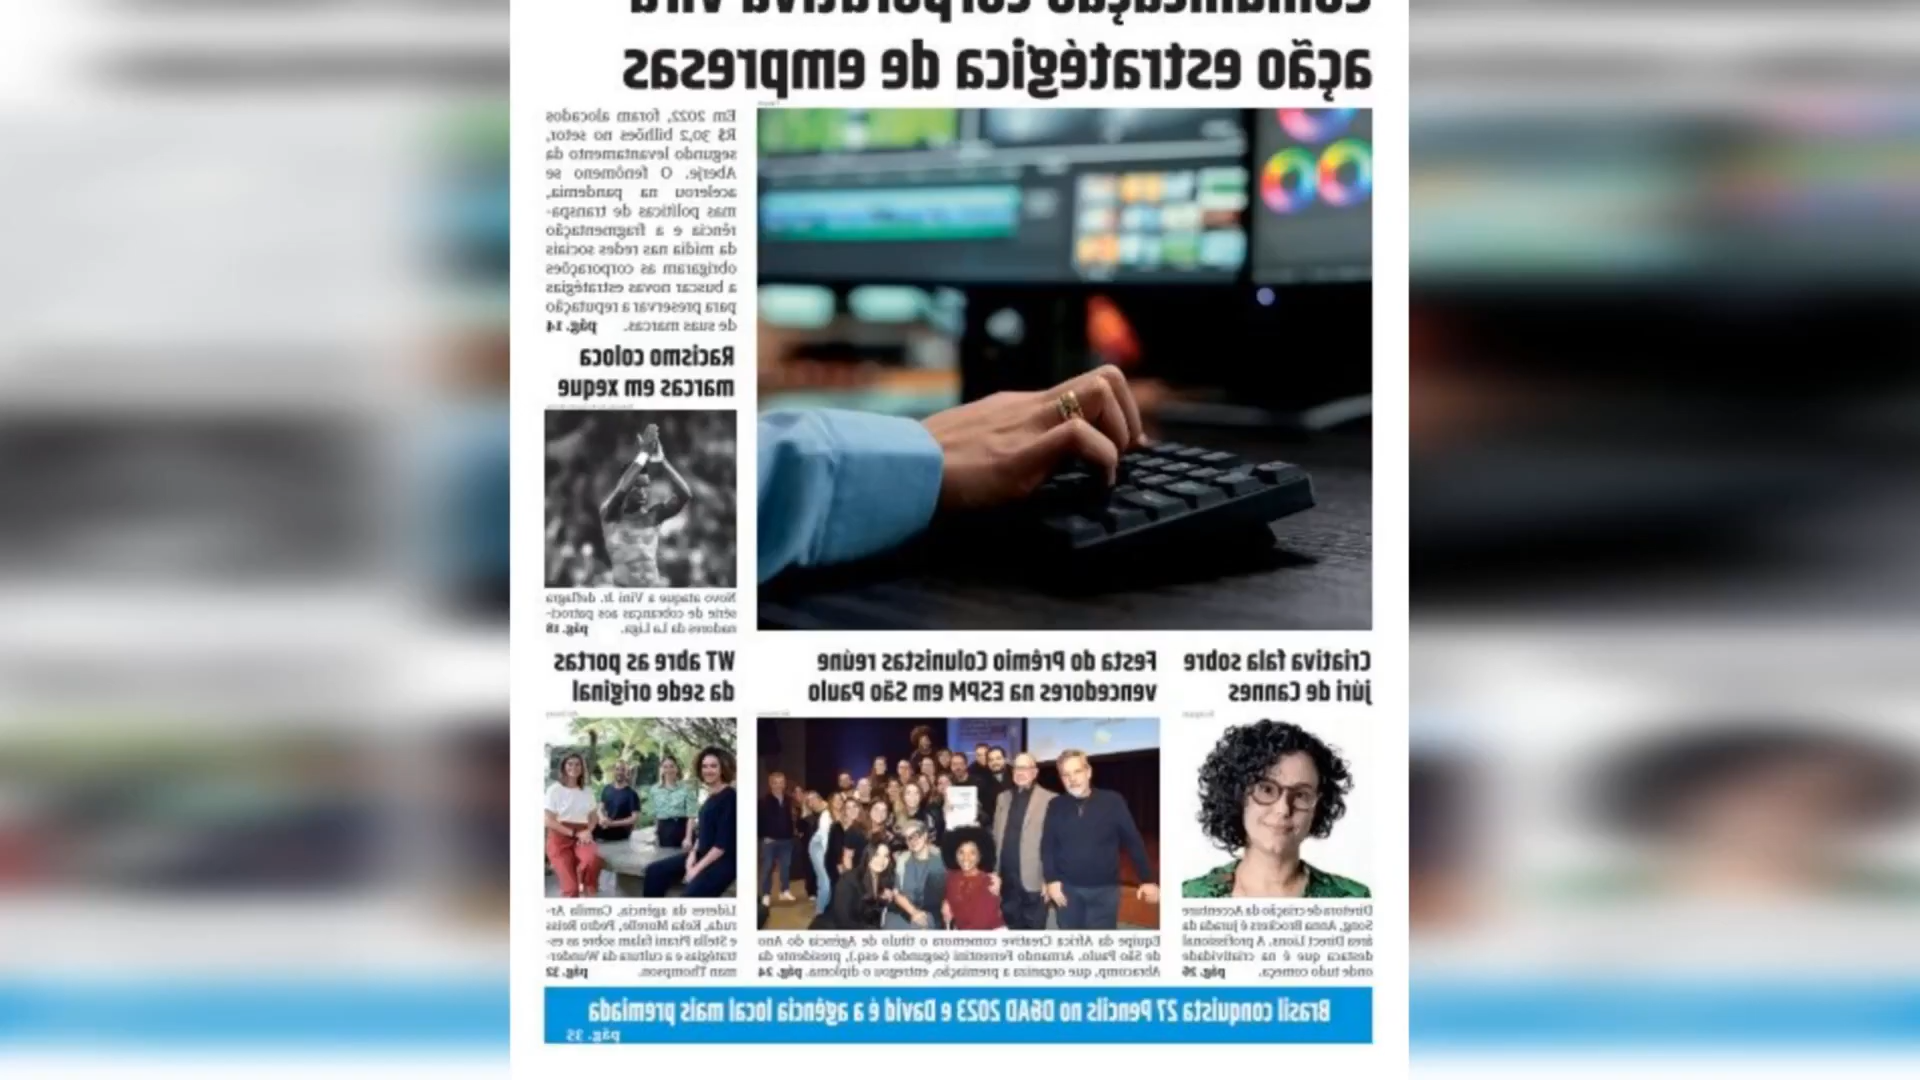 comunicação corporativa vira
ação estratégica de empresas
Em 2022, foram alocados
R$ 30,2 bilhões no setor,
segundo levantamento da
Aberje. O fenômeno se
acelerou na pandemia,
mas políticas de transpa-
rência e a fragmentação
da mídia nas redes sociais
obrigaram as corporações
a buscar novas estratégias
para preservar a reputação
de suas marcas. pág. 14
Racismo coloca
marcas em xeque
Novo ataque a Vini Jr. deflagra
série de cobranças aos patroci-
nadores da La Liga. pág. 18
Criativa fala sobre
júri de Cannes
Diretora de criação da Accenture
Song, Anna Brockers é jurada da
área Direct Lions. A profissional
destaca que é na criatividade
onde tudo começa. pág. 26
Festa do Prêmio Colunistas reúne
vencedores na ESPM em São Paulo
Equipe da Africa Creative comemora o título de Agência do Ano
de São Paulo. Armando Ferrentini (segundo à esq.), presidente da
Abracomp, que organiza a premiação, entregou o diploma. pág. 24
WT abre as portas
da sede original
Líderes da agência, Camila Ar-
ruda, Keka Morelle, Pedro Reiss
e Stella Pirani falam sobre as es-
tratégias e a cultura da Wunder-
man Thompson. pág. 32
Brasil conquista 27 Pencils no D&AD 2023 e David é a agência local mais premiada
pág. 35